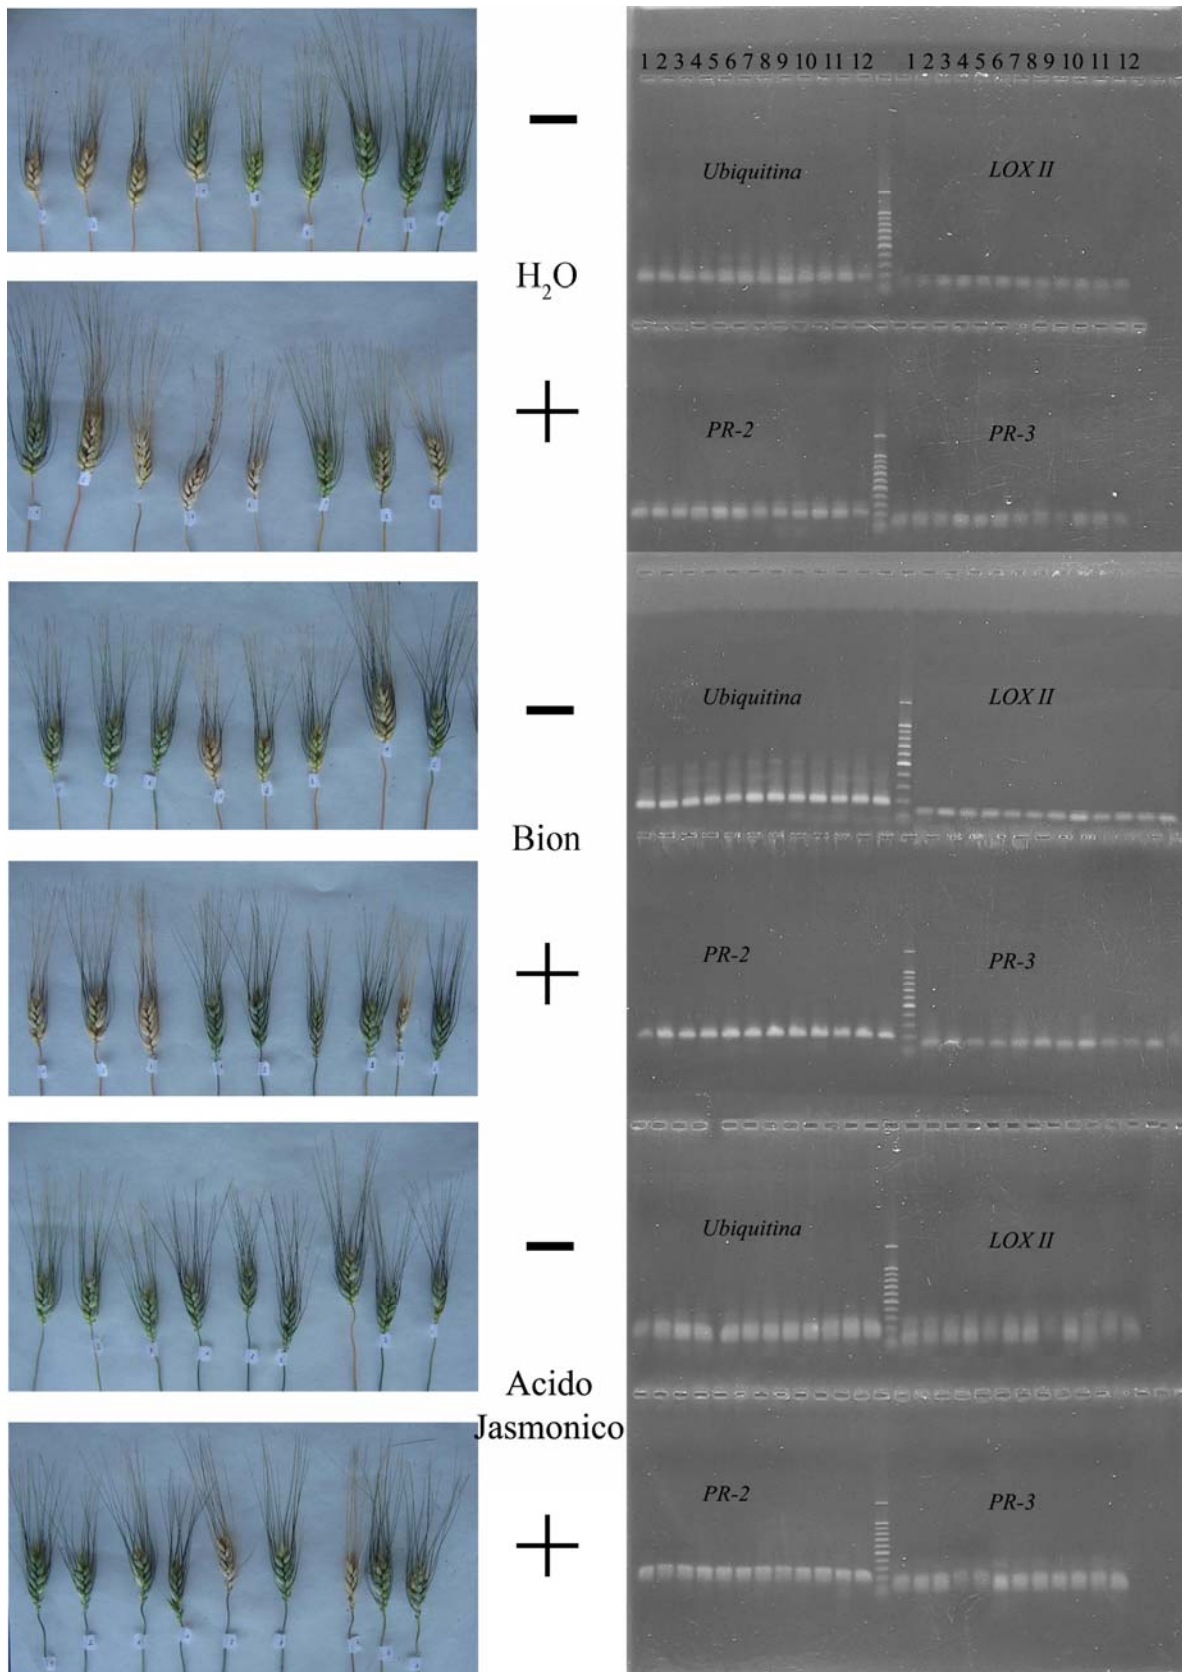 −
H₂O
+
−
Bion
+
−
Acido
Jasmonico
+
1 2 3 4 5 6 7 8 9 10 11 12 1 2 3 4 5 6 7 8 9 10 11 12
Ubiquitina LOX II
PR-2 PR-3
Ubiquitina LOX II
PR-2 PR-3
Ubiquitina LOX II
PR-2 PR-3